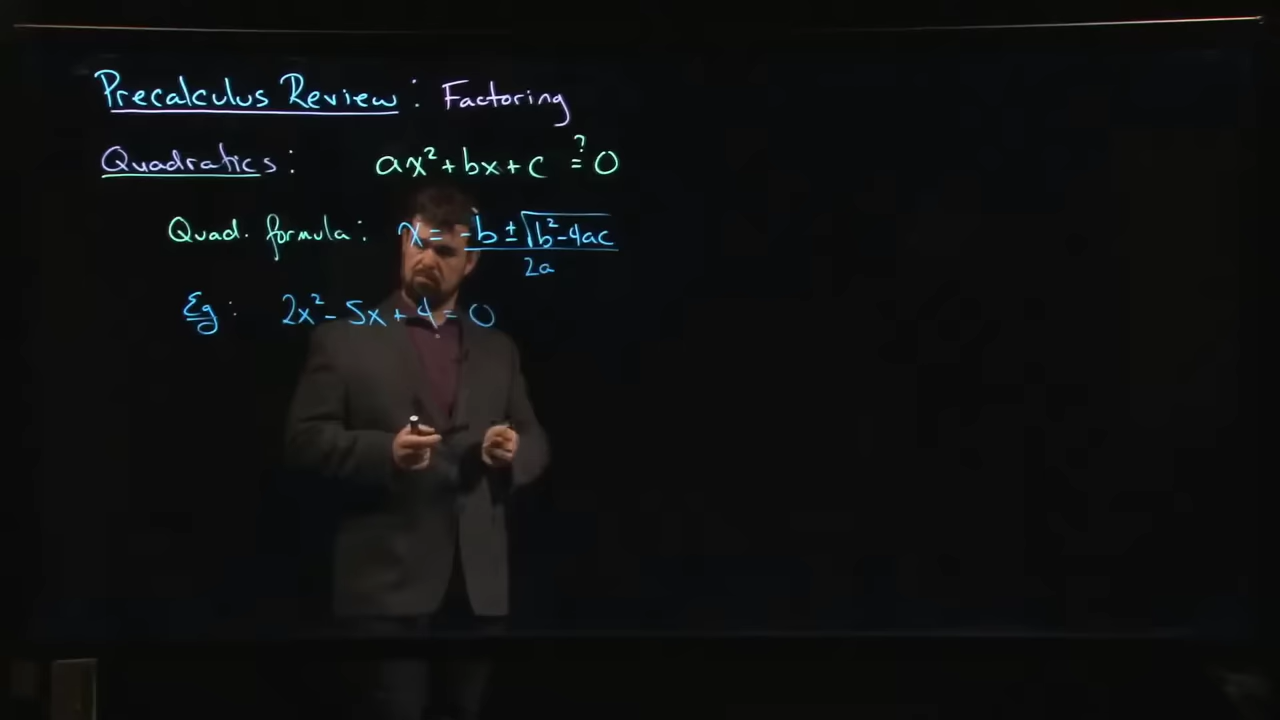 Precalculus Review: Factoring
Quadratics: ax²+bx+c ≟ 0
Quad. formula: x = -b ± √b²-4ac / 2a
Eg: 2x²-5x+4=0